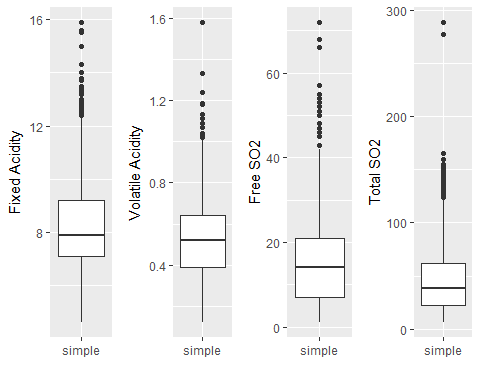 Fixed Acidity
16
12
8
simple
Volatile Acidity
1.6
1.2
0.8
0.4
simple
Free SO2
60
40
20
0
simple
Total SO2
300
200
100
0
simple